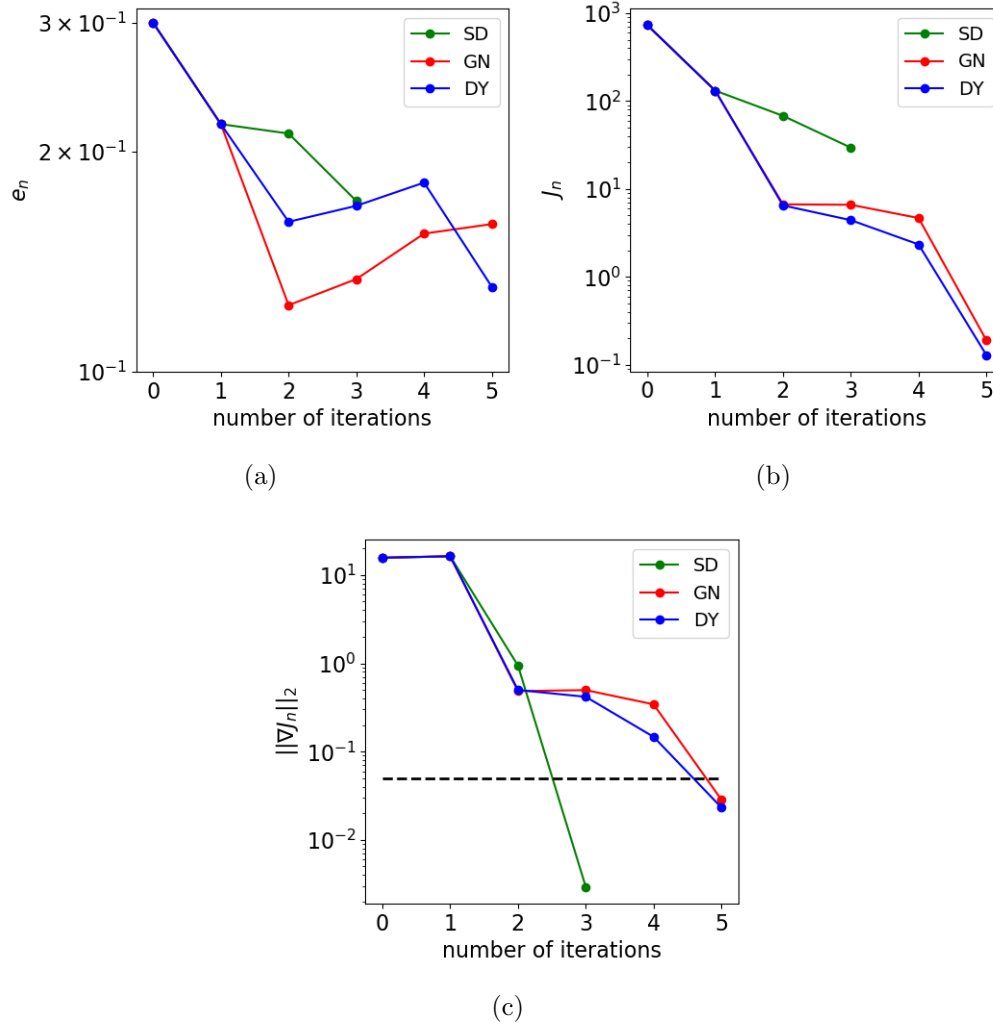 3 × 10⁻¹
2 × 10⁻¹
10⁻¹
eₙ
0 1 2 3 4 5
number of iterations
SD
GN
DY
(a)
10³
10²
10¹
10⁰
10⁻¹
Jₙ
0 1 2 3 4 5
number of iterations
SD
GN
DY
(b)
10¹
10⁰
10⁻¹
10⁻²
||∇Jₙ||₂
0 1 2 3 4 5
number of iterations
SD
GN
DY
(c)